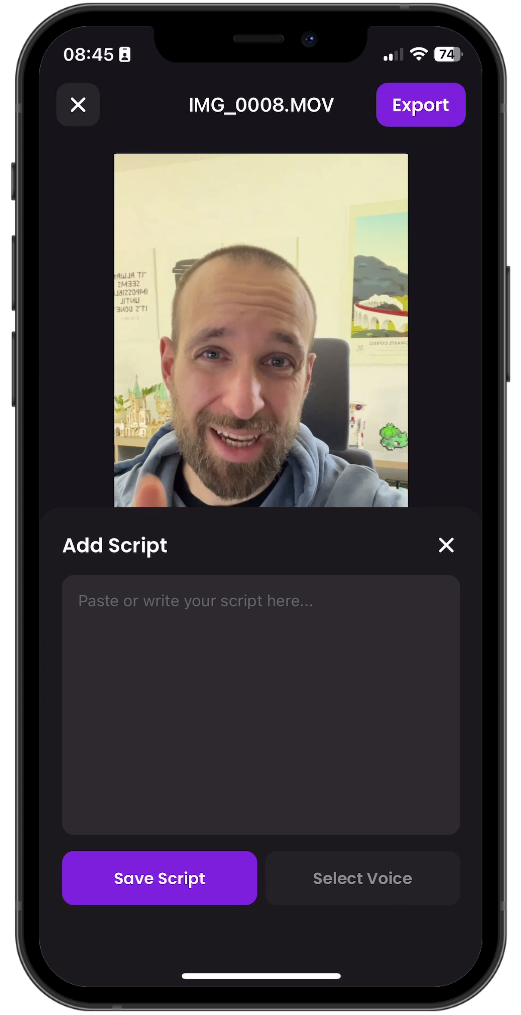 08:45
74
IMG_0008.MOV
Export
"IT ALWAYS
SEEMS
IMPOSSIBLE
UNTIL
IT'S DONE"
Add Script
Paste or write your script here...
Save Script
Select Voice